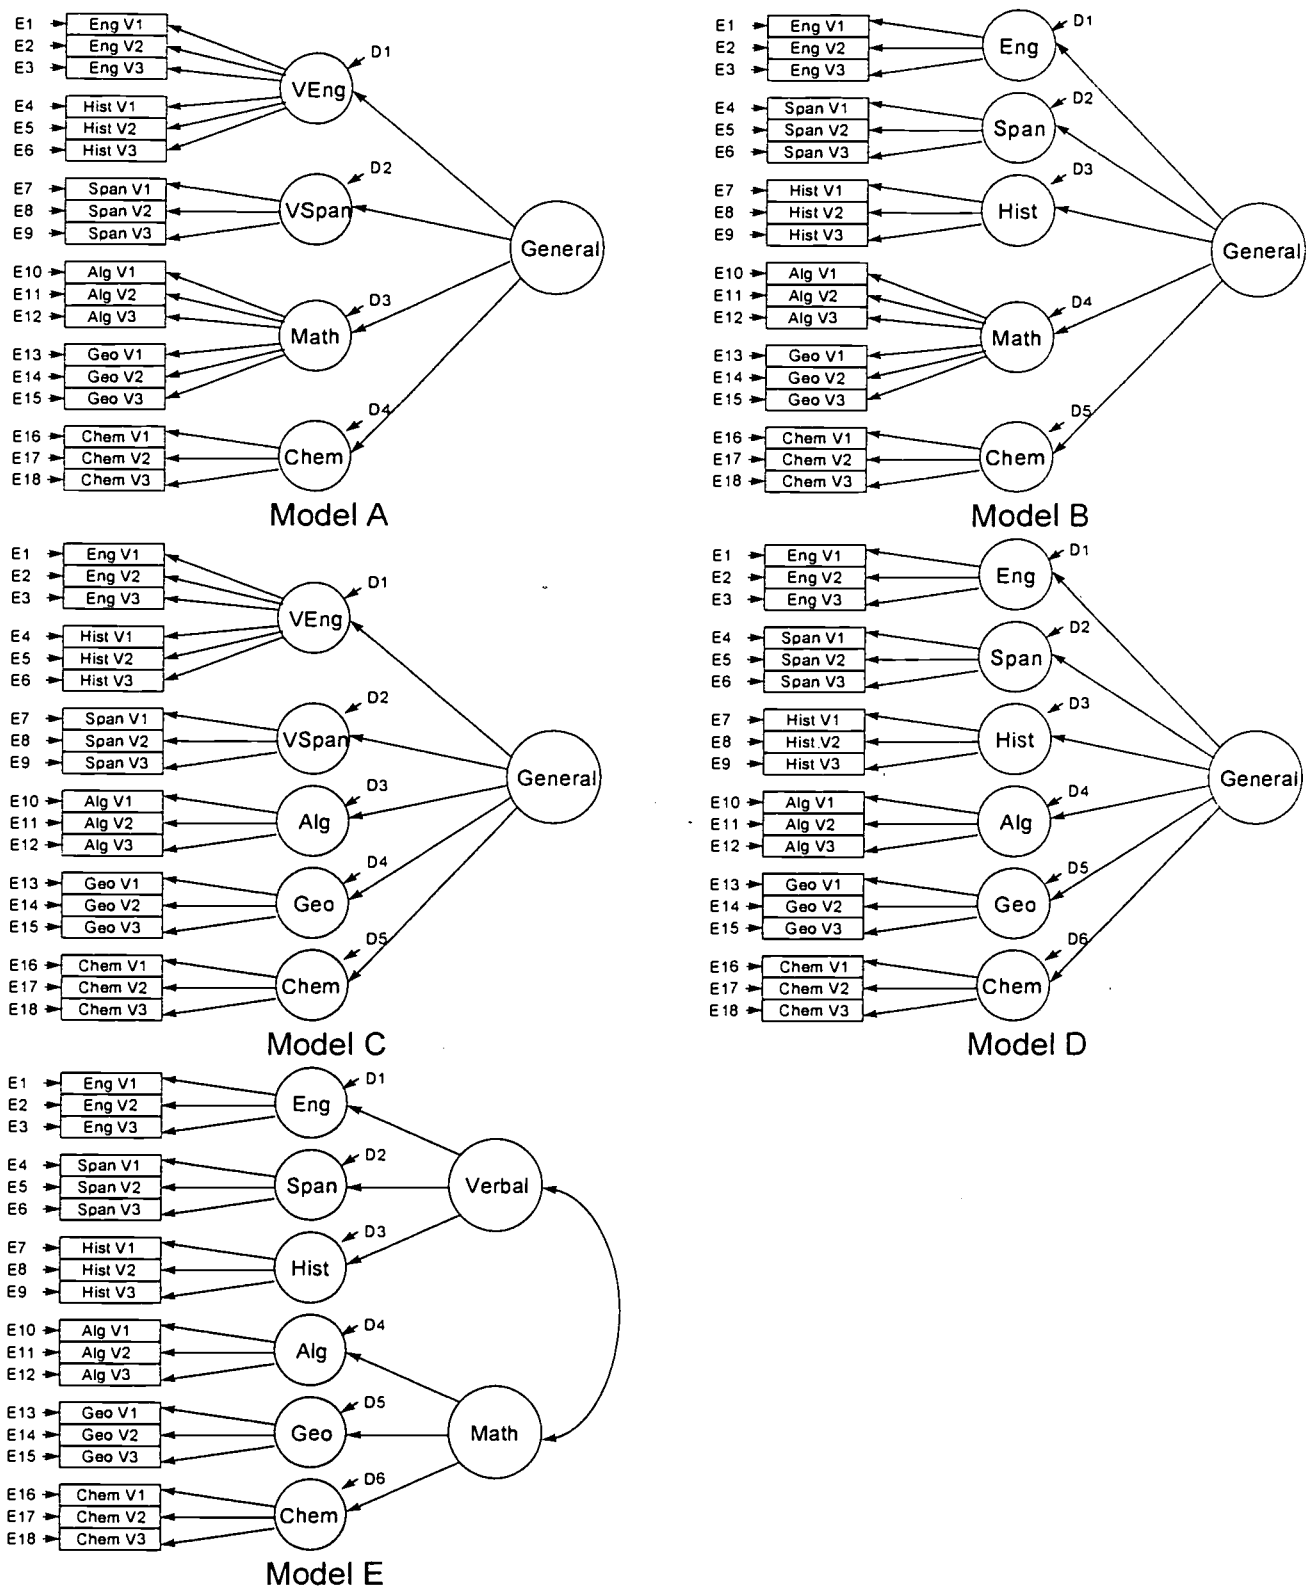 E1 Eng V1
E2 Eng V2
E3 Eng V3
D1
VEng
E4 Hist V1
E5 Hist V2
E6 Hist V3
D2
E7 Span V1
E8 Span V2
E9 Span V3
VSpan
General
E10 Alg V1
E11 Alg V2
E12 Alg V3
D3
Math
E13 Geo V1
E14 Geo V2
E15 Geo V3
D4
E16 Chem V1
E17 Chem V2
E18 Chem V3
Chem
Model A
E1 Eng V1
E2 Eng V2
E3 Eng V3
D1
Eng
E4 Span V1
E5 Span V2
E6 Span V3
D2
Span
E7 Hist V1
E8 Hist V2
E9 Hist V3
D3
Hist
General
E10 Alg V1
E11 Alg V2
E12 Alg V3
D4
Math
E13 Geo V1
E14 Geo V2
E15 Geo V3
D5
E16 Chem V1
E17 Chem V2
E18 Chem V3
Chem
Model B
E1 Eng V1
E2 Eng V2
E3 Eng V3
D1
VEng
E4 Hist V1
E5 Hist V2
E6 Hist V3
D2
E7 Span V1
E8 Span V2
E9 Span V3
VSpan
General
E10 Alg V1
E11 Alg V2
E12 Alg V3
D3
Alg
E13 Geo V1
E14 Geo V2
E15 Geo V3
D4
Geo
E16 Chem V1
E17 Chem V2
E18 Chem V3
D5
Chem
Model C
E1 Eng V1
E2 Eng V2
E3 Eng V3
D1
Eng
E4 Span V1
E5 Span V2
E6 Span V3
D2
Span
E7 Hist V1
E8 Hist V2
E9 Hist V3
D3
Hist
General
E10 Alg V1
E11 Alg V2
E12 Alg V3
D4
Alg
E13 Geo V1
E14 Geo V2
E15 Geo V3
D5
Geo
E16 Chem V1
E17 Chem V2
E18 Chem V3
D6
Chem
Model D
E1 Eng V1
E2 Eng V2
E3 Eng V3
D1
Eng
E4 Span V1
E5 Span V2
E6 Span V3
D2
Span
Verbal
E7 Hist V1
E8 Hist V2
E9 Hist V3
D3
Hist
E10 Alg V1
E11 Alg V2
E12 Alg V3
D4
Alg
E13 Geo V1
E14 Geo V2
E15 Geo V3
D5
Geo
Math
E16 Chem V1
E17 Chem V2
E18 Chem V3
D6
Chem
Model E